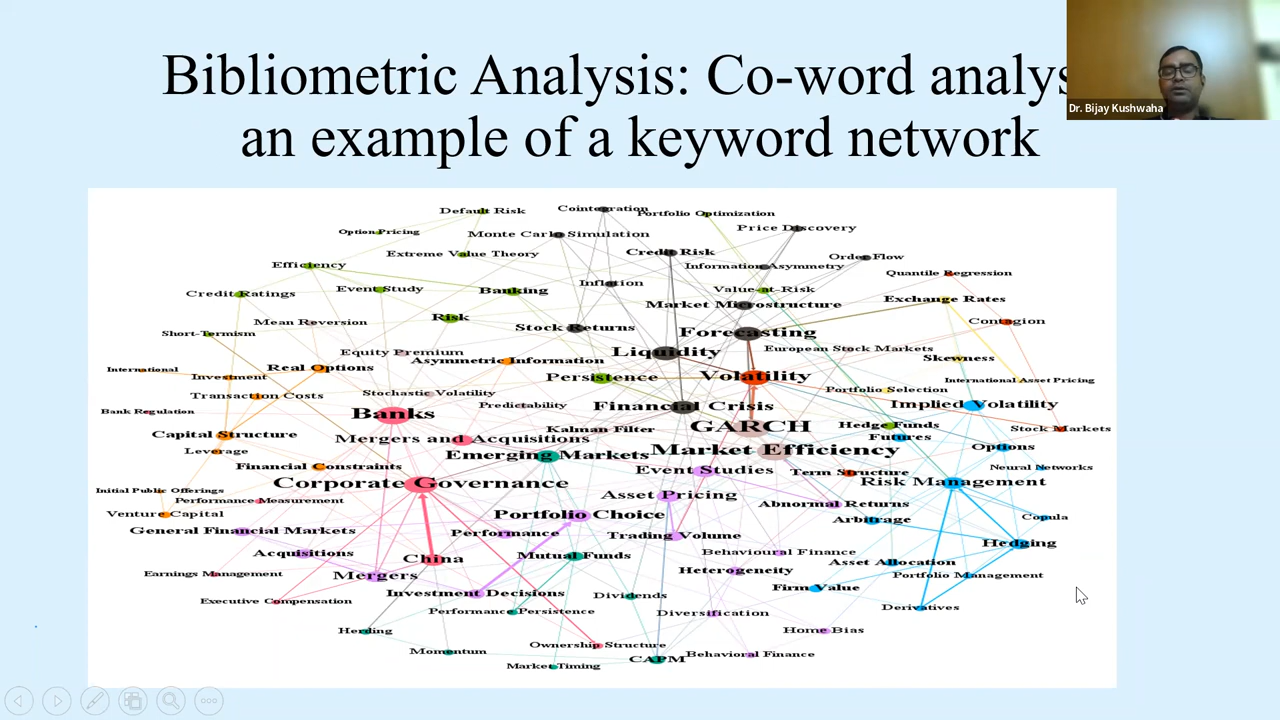 Bibliometric Analysis: Co-word analys
an example of a keyword network
Dr. Bijay Kushwaha
Default Risk
Cointegration
Portfolio Optimization
Option Pricing
Monte Carlo Simulation
Price Discovery
Extreme Value Theory
Credit Risk
Order Flow
Efficiency
Information Asymmetry
Quantile Regression
Credit Ratings
Event Study
Banking
Inflation
Value-at-Risk
Exchange Rates
Market Microstructure
Mean Reversion
Risk
Contagion
Short-Termism
Stock Returns
Forecasting
Equity Premium
Liquidity
European Stock Markets
Skewness
International
Real Options
Asymmetric Information
Investment
Persistence
Volatility
International Asset Pricing
Transaction Costs
Stochastic Volatility
Portfolio Selection
Bank Regulation
Banks
Predictability
Financial Crisis
Implied Volatility
Capital Structure
Mergers and Acquisitions
Kalman Filter
GARCH
Hedge Funds
Stock Markets
Futures
Leverage
Emerging Markets
Market Efficiency
Options
Financial Constraints
Event Studies
Term Structure
Neural Networks
Corporate Governance
Risk Management
Initial Public Offerings
Performance Measurement
Asset Pricing
Abnormal Returns
Venture Capital
Portfolio Choice
Arbitrage
Copula
General Financial Markets
Performance
Trading Volume
Hedging
Acquisitions
China
Mutual Funds
Behavioural Finance
Asset Allocation
Earnings Management
Mergers
Heterogeneity
Portfolio Management
Investment Decisions
Dividends
Firm Value
Executive Compensation
Performance Persistence
Diversification
Derivatives
Herding
Home Bias
Momentum
Ownership Structure
Market Timing
CAPM
Behavioral Finance